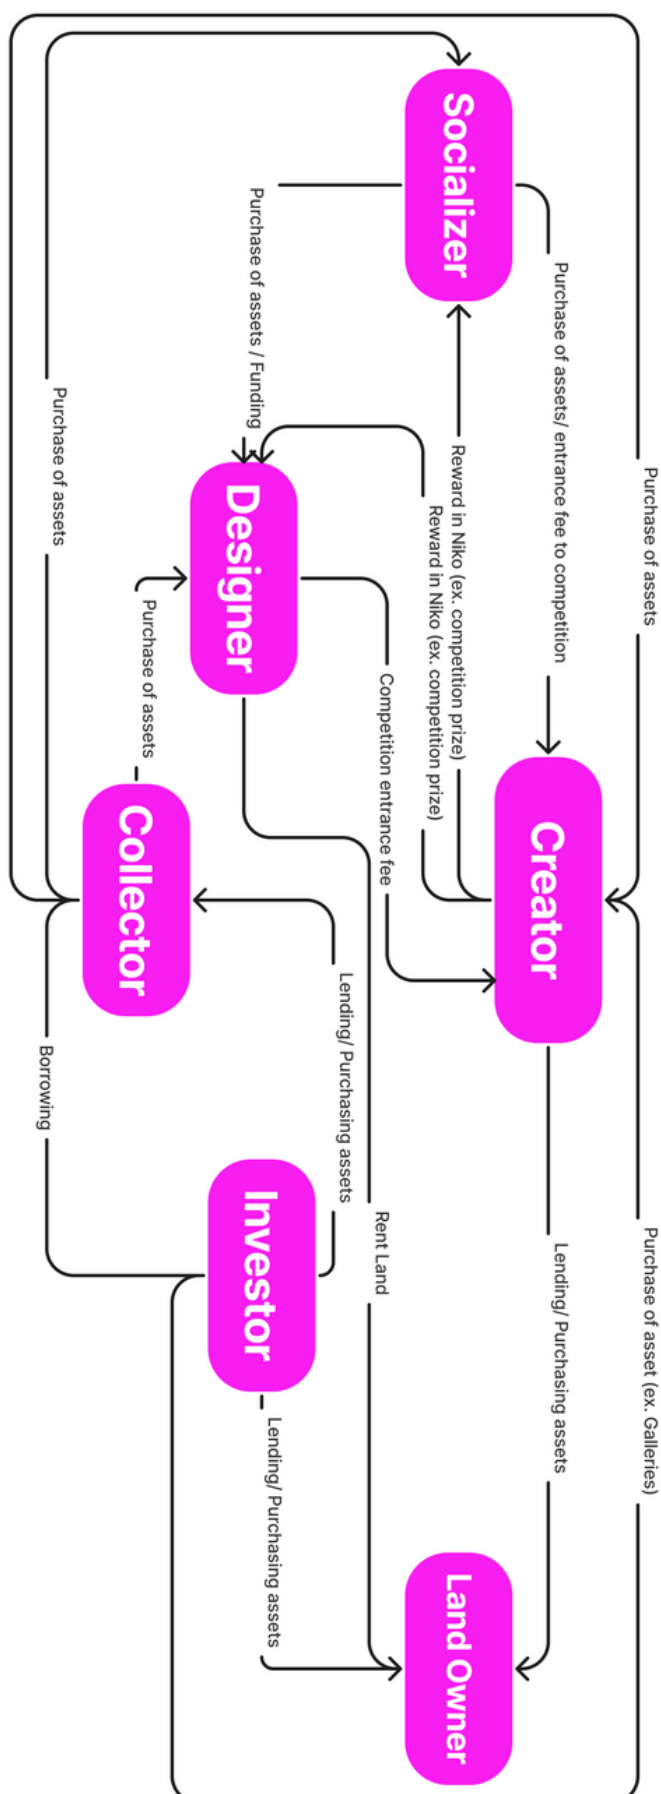 Purchase of assets
Purchase of asset (ex. Galleries)
Creator
Purchase of assets/ entrance fee to competition
Lending/ Purchasing assets
Socializer
Reward in Niko (ex. competition prize)
Reward in Niko (ex. competition prize)
Land Owner
Competition entrance fee
Rent Land
Lending/ Purchasing assets
Purchase of assets / Funding
Designer
Investor
Lending/ Purchasing assets
Purchase of assets
Collector
Purchase of assets
Borrowing